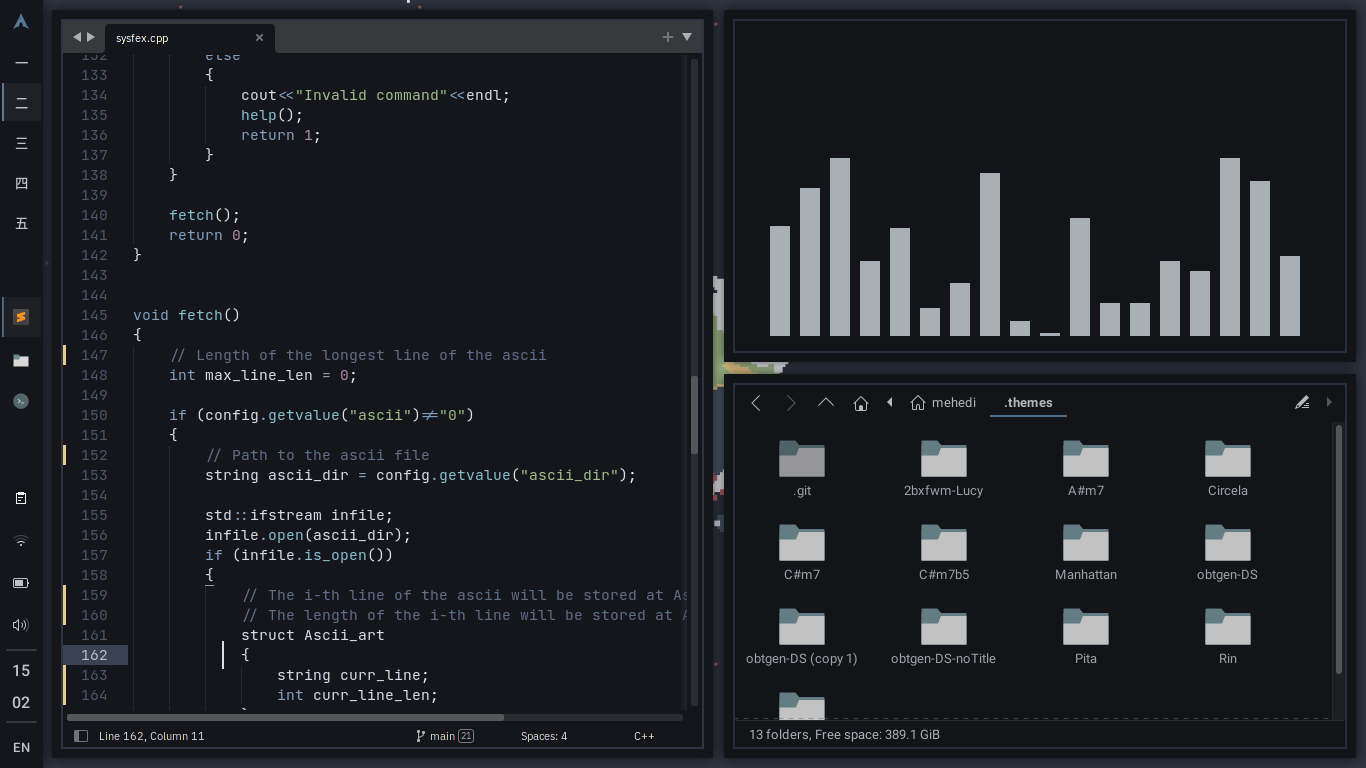 一
二
三
四
五
15
02
EN
sysfex.cpp
132 else
133 {
134 cout<<"Invalid command"<<endl;
135 help();
136 return 1;
137 }
138 }
139
140 fetch();
141 return 0;
142 }
143
144
145 void fetch()
146 {
147 // Length of the longest line of the ascii
148 int max_line_len = 0;
149
150 if (config.getvalue("ascii")!="0")
151 {
152 // Path to the ascii file
153 string ascii_dir = config.getvalue("ascii_dir");
154
155 std::ifstream infile;
156 infile.open(ascii_dir);
157 if (infile.is_open())
158 {
159 // The i-th line of the ascii will be stored at As
160 // The length of the i-th line will be stored at A
161 struct Ascii_art
162 {
163 string curr_line;
164 int curr_line_len;
Line 162, Column 11
main 21
Spaces: 4
C++
mehedi
.themes
.git
2bxfwm-Lucy
A#m7
Circela
C#m7
C#m7b5
Manhattan
obtgen-DS
obtgen-DS (copy 1)
obtgen-DS-noTitle
Pita
Rin
13 folders, Free space: 389.1 GiB